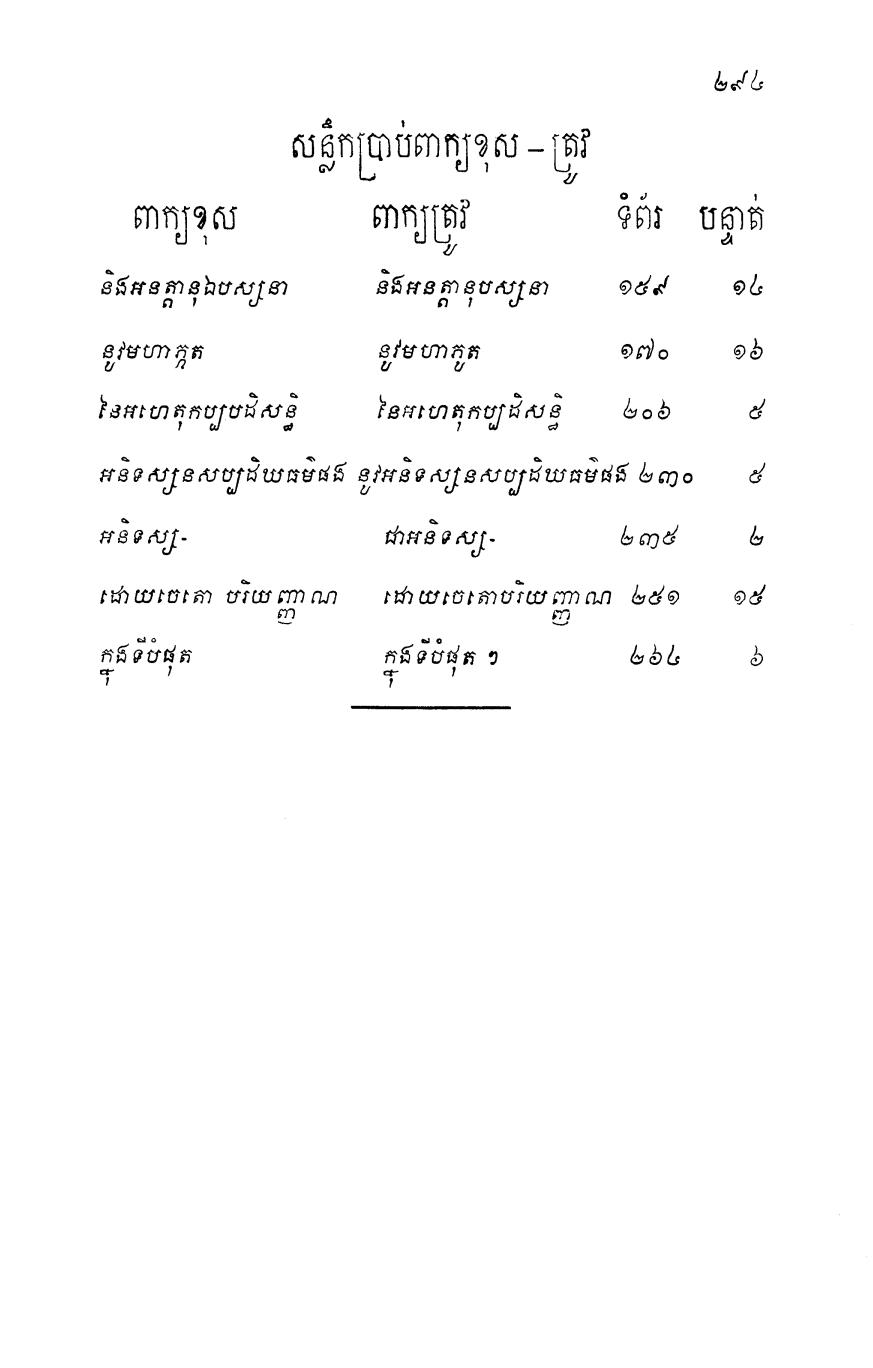 ២៩៤
សន្លឹកប្រាប់ពាក្យខុស – ត្រូវ
ពាក្យខុស ពាក្យត្រូវ ទំព័រ បន្ទាត់
និងអនត្តានុឯបស្សនា និងអនត្តានុបស្សនា ១៥៩ ១៤
នូវមហាភ្កត នូវមហាភូត ១៧០ ១៦
នៃអហេតុកប្បបដិសន្ធិ នៃអហេតុកប្បដិសន្ធិ ២០៦ ៥
អនិទស្សនសប្បដិឃធម៌ផង នូវអនិទស្សនសប្បដិឃធម៌ផង ២៣០ ៥
អនិទស្ស- ជាអនិទស្ស- ២៣៥ ២
ដោយចេតោ បរិយញ្ញាណ ដោយចេតោបរិយញ្ញាណ ២៥១ ១៥
ក្នុងទីបំផុត ក្នុងទីបំផុត ៗ ២៦៤ ៦